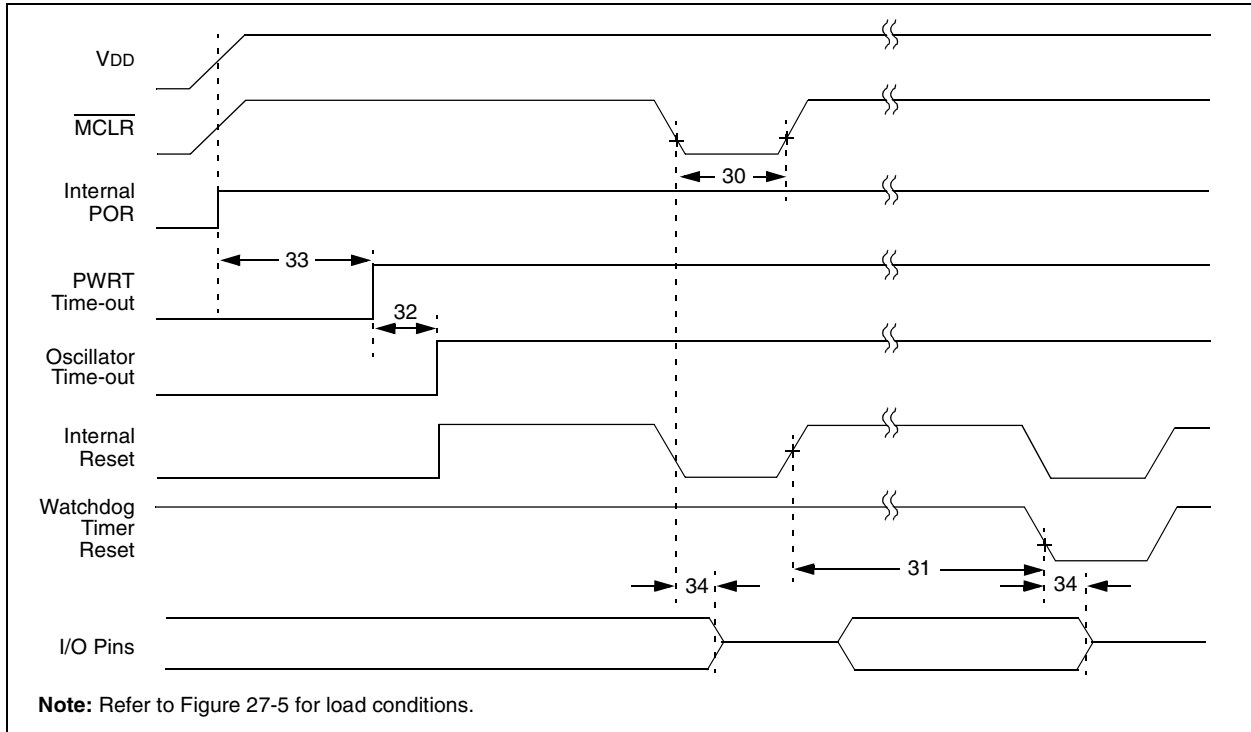 VDD
MCLR
30
Internal
POR
33
PWRT
Time-out
32
Oscillator
Time-out
Internal
Reset
Watchdog
Timer
Reset
31
34
34
I/O Pins
Note: Refer to Figure 27-5 for load conditions.